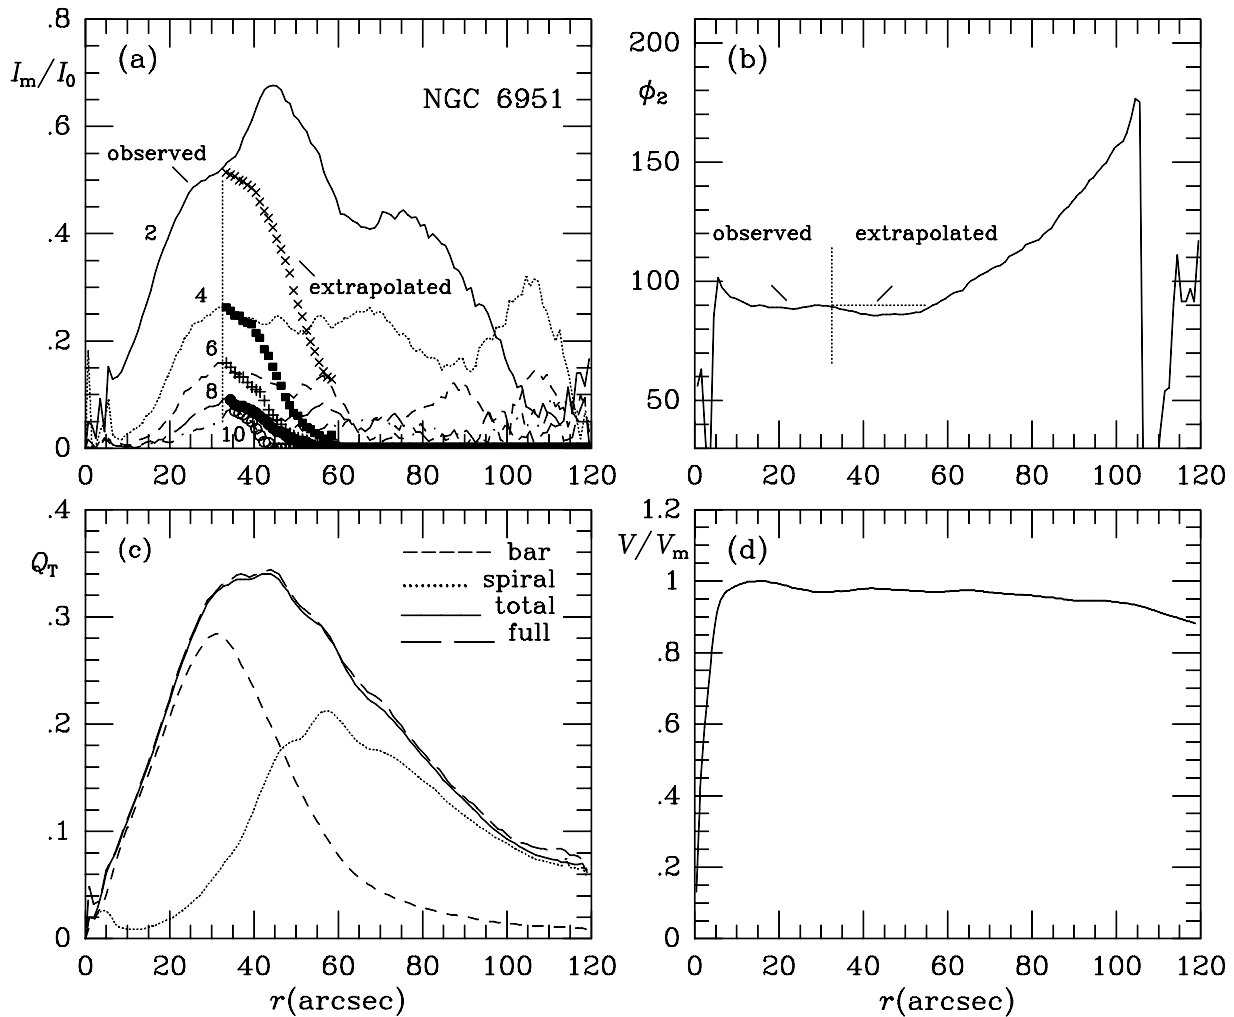 .8
(a)
I_m/I_0
NGC 6951
.6
observed
.4
2
extrapolated
4
.2
6
8
10
0
0 20 40 60 80 100 120
200
(b)
ϕ_2
150
observed extrapolated
100
50
0 20 40 60 80 100 120
.4
(c)
bar
Q_T
spiral
total
full
.3
.2
.1
0
0 20 40 60 80 100 120
r(arcsec)
1.2
(d)
V/V_m
1
.8
.6
.4
.2
0
0 20 40 60 80 100 120
r(arcsec)